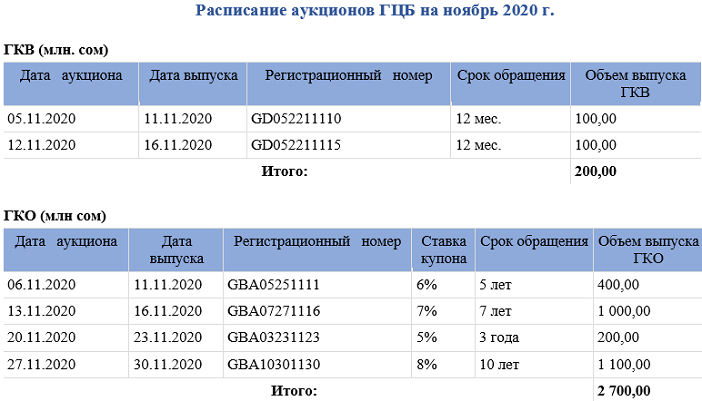 Расписание аукционов ГЦБ на ноябрь 2020 г.
ГКВ (млн. сом)
Дата аукциона Дата выпуска Регистрационный номер Срок обращения Объем выпуска ГКВ
05.11.2020 11.11.2020 GD052211110 12 мес. 100,00
12.11.2020 16.11.2020 GD052211115 12 мес. 100,00
Итого: 200,00
ГКО (млн сом)
Дата аукциона Дата выпуска Регистрационный номер Ставка купона Срок обращения Объем выпуска ГКО
06.11.2020 11.11.2020 GBA05251111 6% 5 лет 400,00
13.11.2020 16.11.2020 GBA07271116 7% 7 лет 1 000,00
20.11.2020 23.11.2020 GBA03231123 5% 3 года 200,00
27.11.2020 30.11.2020 GBA10301130 8% 10 лет 1 100,00
Итого: 2 700,00